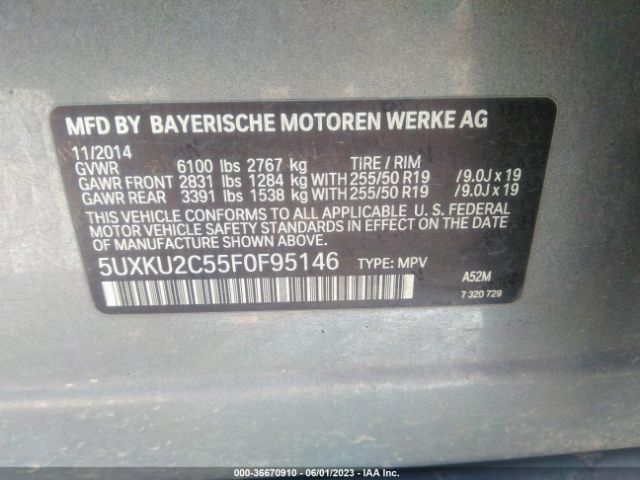 MFD BY BAYERISCHE MOTOREN WERKE AG
11/2014
GVWR 6100 lbs 2767 kg TIRE / RIM
GAWR FRONT 2831 lbs 1284 kg WITH 255/50 R19 /9.0J x 19
GAWR REAR 3391 lbs 1538 kg WITH 255/50 R19 /9.0J x 19
THIS VEHICLE CONFORMS TO ALL APPLICABLE U. S. FEDERAL
MOTOR VEHICLE SAFETY STANDARDS IN EFFECT ON THE DATE
OF MANUFACTURE SHOWN ABOVE.
5UXKU2C55F0F95146 TYPE: MPV A52M
7 320 729
000-36670910 - 06/01/2023 - IAAI.COM